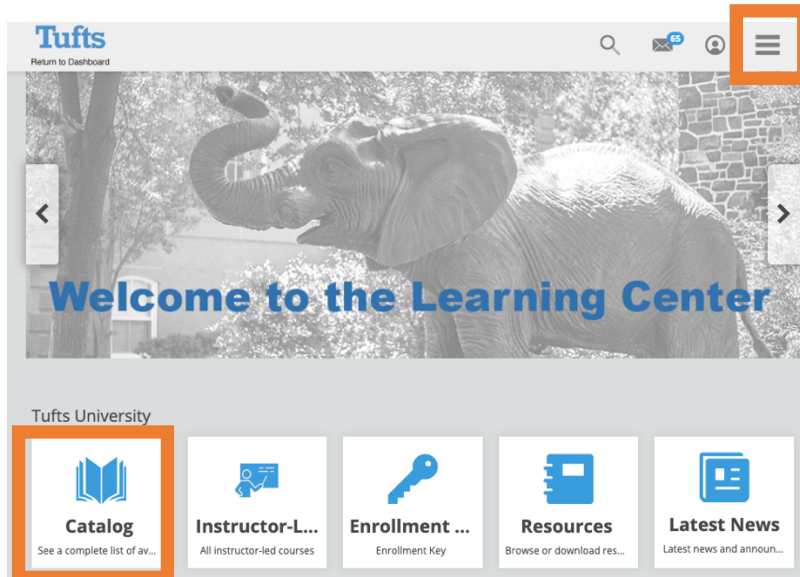 Tufts
Return to Dashboard
65
Welcome to the Learning Center
Tufts University
Catalog
See a complete list of av...
Instructor-L...
All instructor-led courses
Enrollment ...
Enrollment Key
Resources
Browse or download res...
Latest News
Latest news and announ...